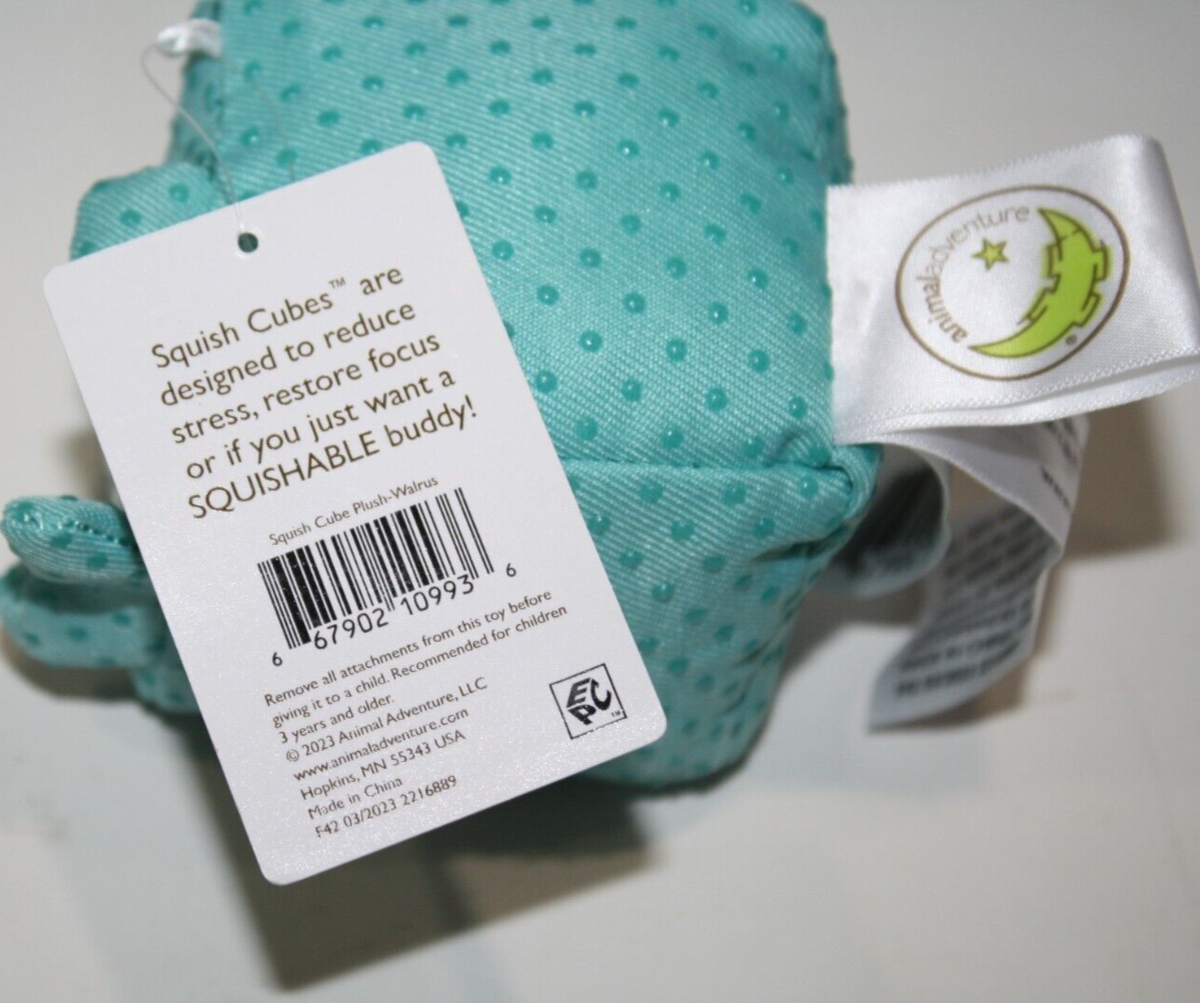 Squish Cubes™ are
designed to reduce
stress, restore focus
or if you just want a
SQUISHABLE buddy!
Squish Cube Plush-Walrus
6 67902 10993 6
Remove all attachments from this toy before
giving it to a child. Recommended for children
3 years and older.
© 2023 Animal Adventure, LLC
www.animaladventure.com
Hopkins, MN 55343 USA
Made in China
F42 03/2023 2216889
EPC™
animaladventure®